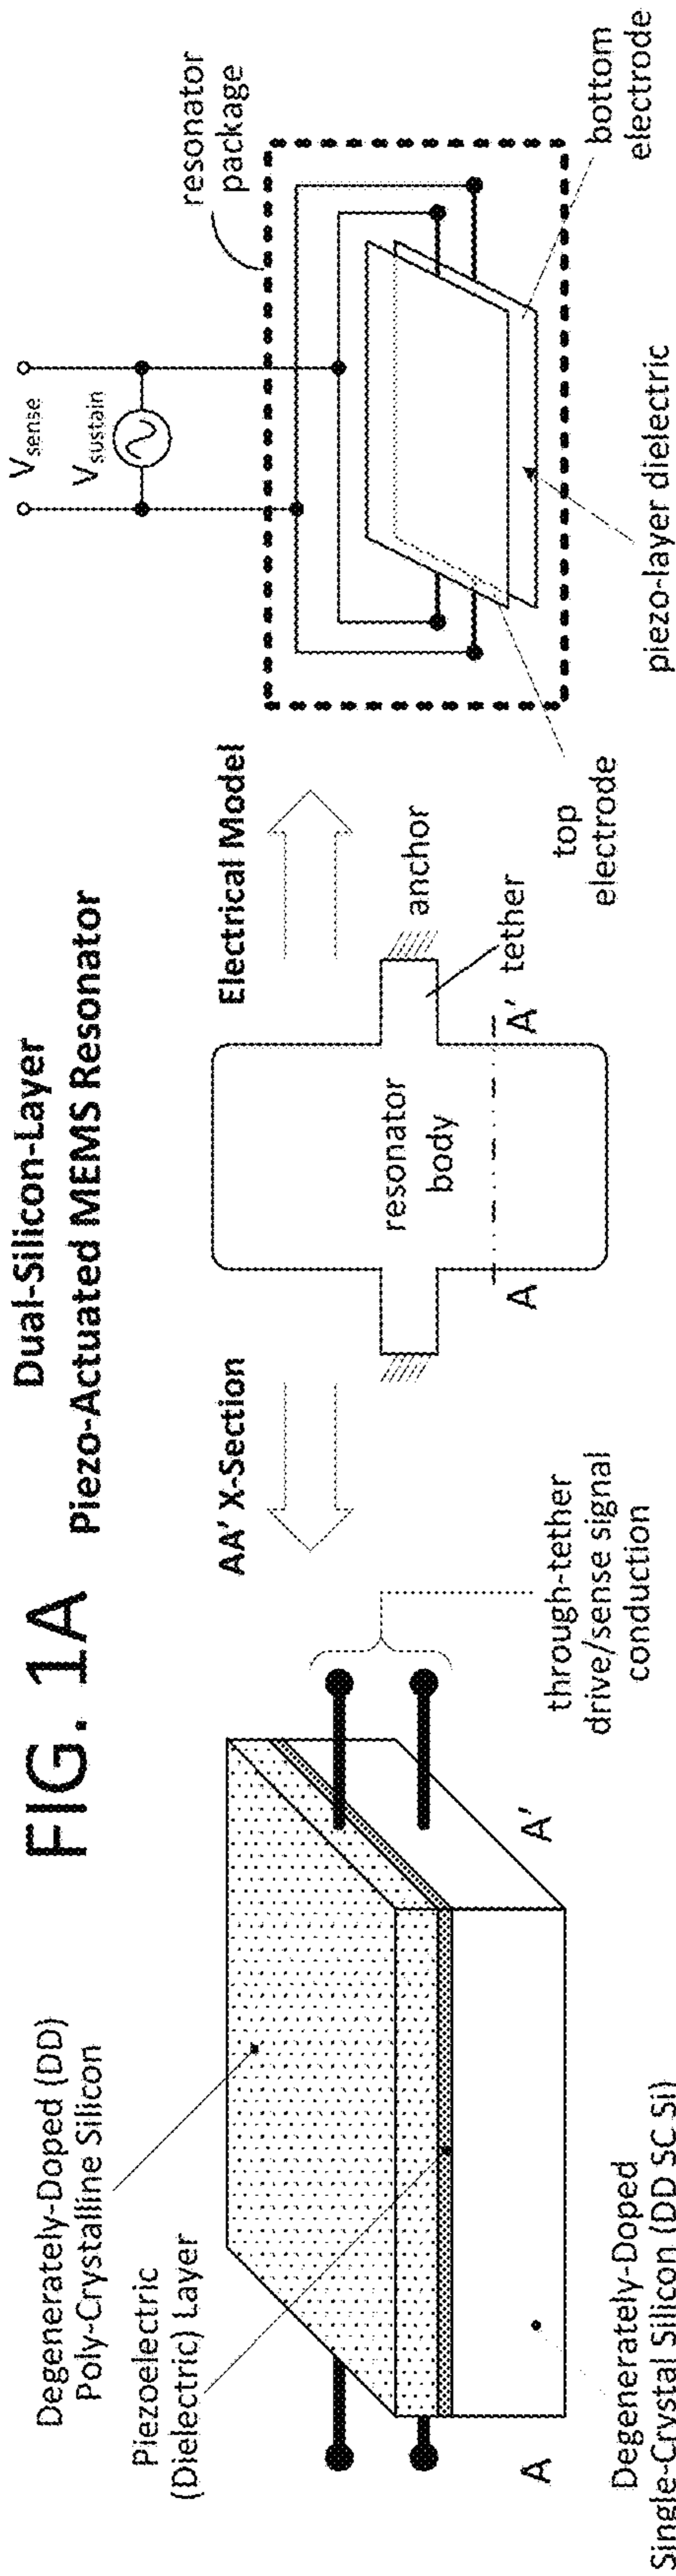 FIG. 1A
Dual-Silicon-Layer
Piezo-Actuated MEMS Resonator
Degenerately-Doped (DD)
Poly-Crystalline Silicon
Piezoelectric
(Dielectric) Layer
A
A'
Degenerately-Doped
Single-Crystal Silicon (DD SC Si)
through-tether
drive/sense signal
conduction
AA' X-Section
resonator
body
A
A'
anchor
tether
Electrical Model
Vsense
Vsustain
resonator
package
top
electrode
piezo-layer dielectric
bottom
electrode